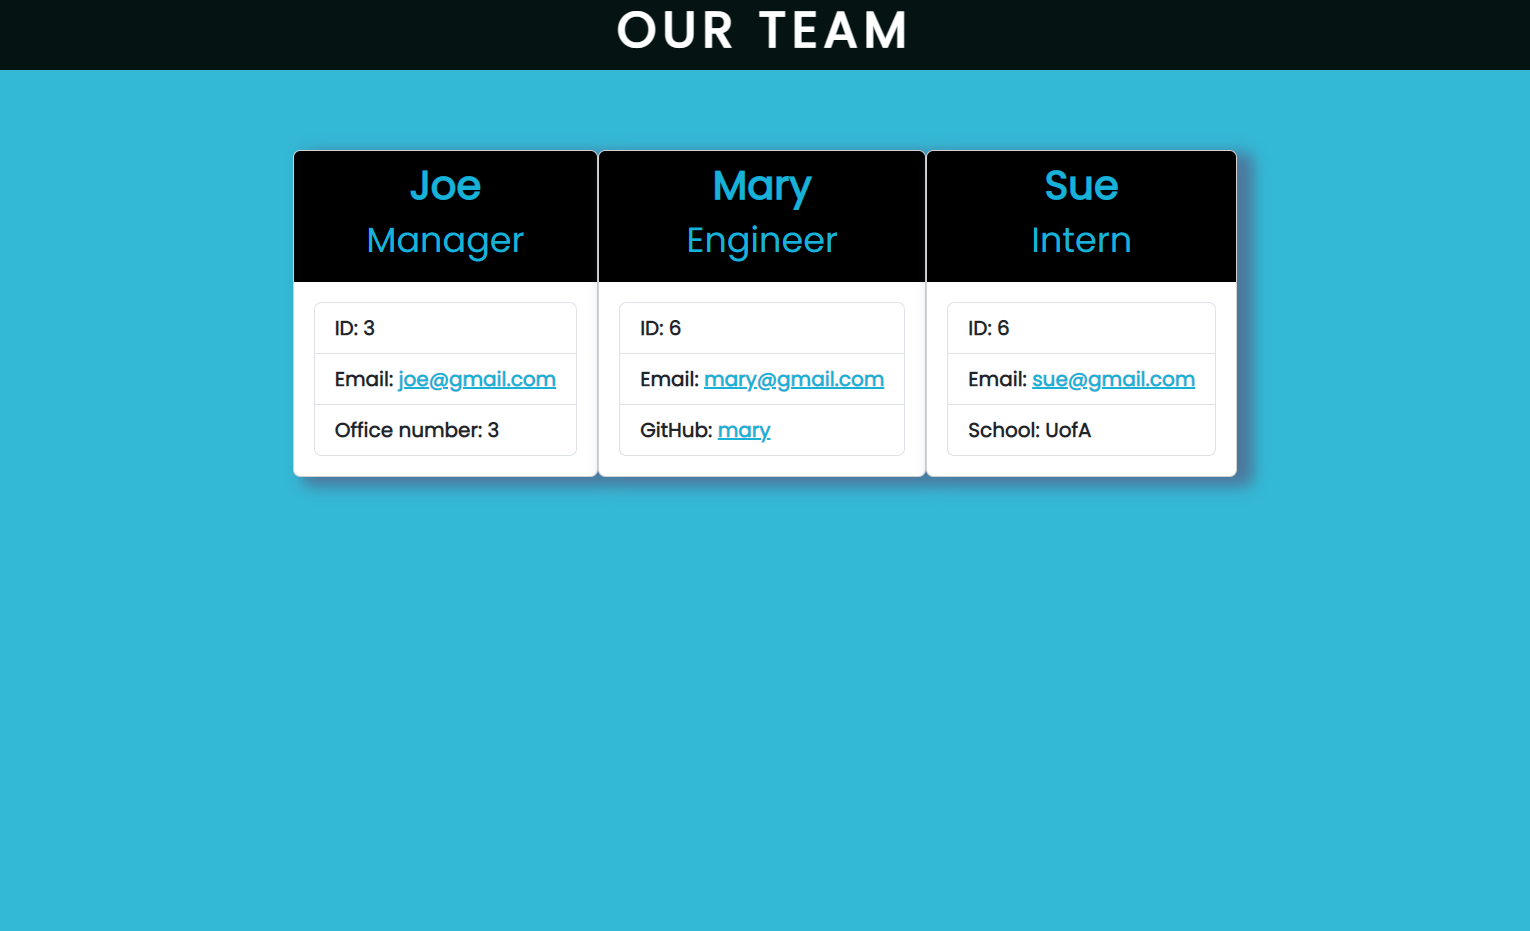 OUR TEAM
Joe
Manager
ID: 3
Email: joe@gmail.com
Office number: 3
Mary
Engineer
ID: 6
Email: mary@gmail.com
GitHub: mary
Sue
Intern
ID: 6
Email: sue@gmail.com
School: UofA